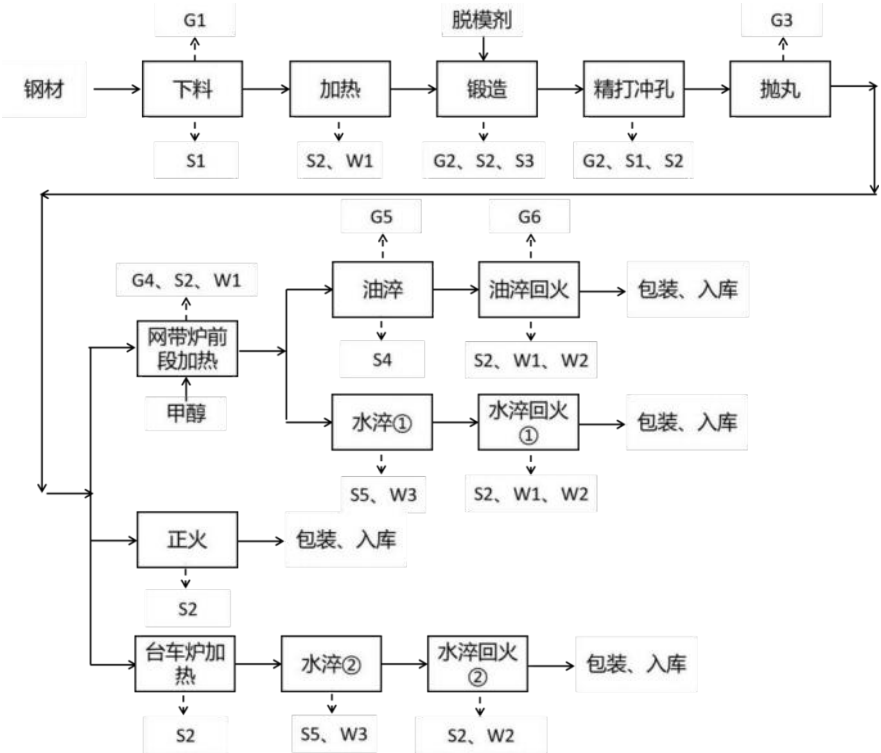 G1
脱模剂
G3
钢材
下料
加热
锻造
精打冲孔
抛丸
S1
S2、W1
G2、S2、S3
G2、S1、S2
G5
G6
G4、S2、W1
油淬
油淬回火
包装、入库
网带炉前
段加热
S4
S2、W1、W2
甲醇
水淬①
水淬回火
①
包装、入库
S5、W3
S2、W1、W2
正火
包装、入库
S2
台车炉加
热
水淬②
水淬回火
②
包装、入库
S2
S5、W3
S2、W2